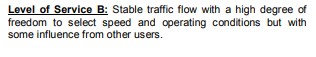 Level of Service B: Stable traffic flow with a high degree of
freedom to select speed and operating conditions but with
some influence from other users.